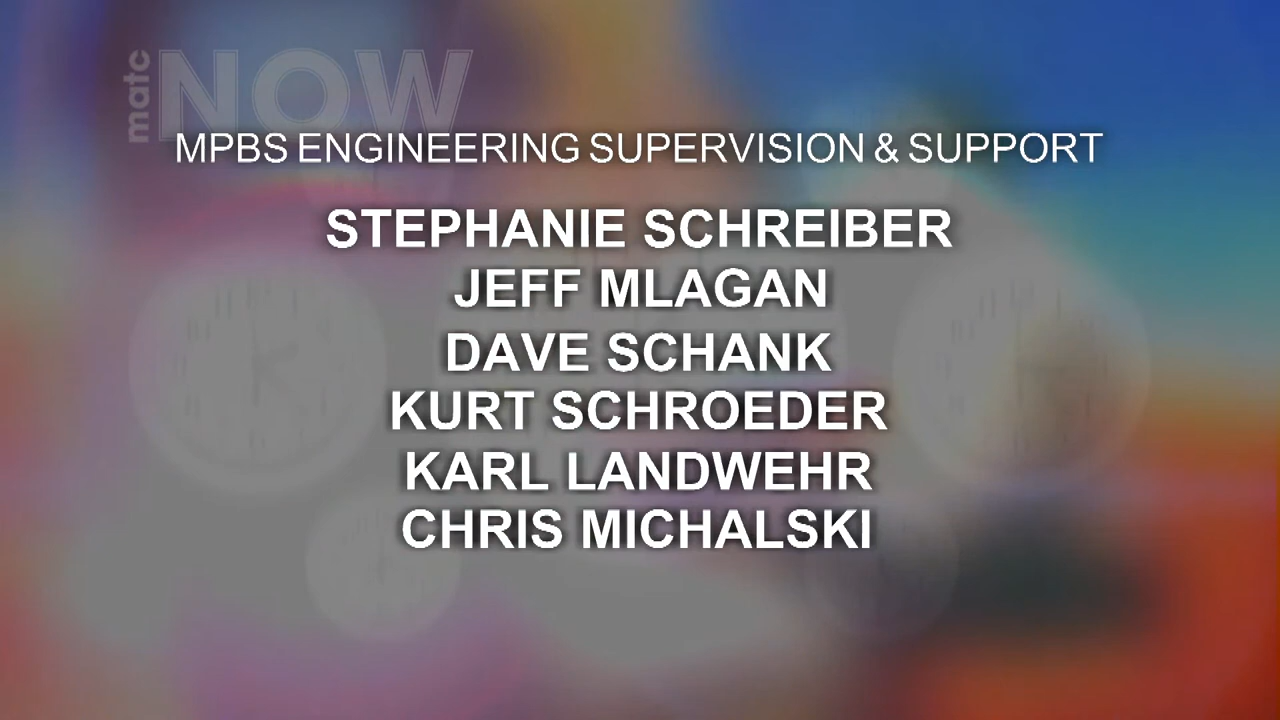 matc NOW
MPBS ENGINEERING SUPERVISION & SUPPORT
STEPHANIE SCHREIBER
JEFF MLAGAN
DAVE SCHANK
KURT SCHROEDER
KARL LANDWEHR
CHRIS MICHALSKI